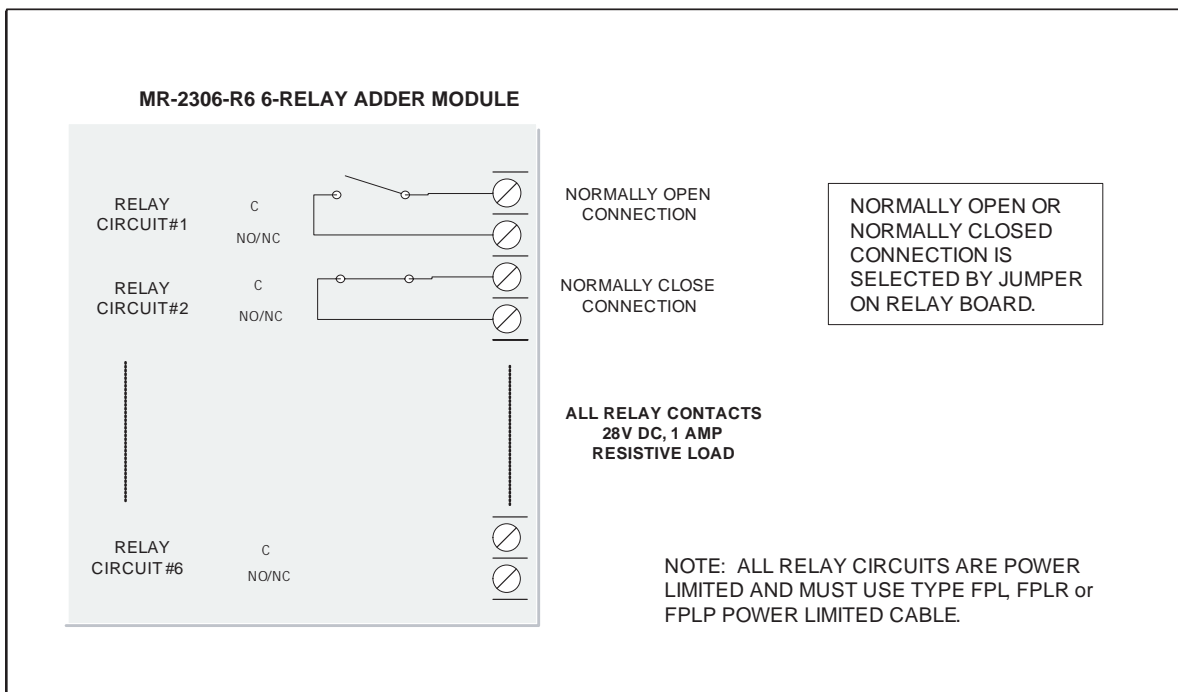 MR-2306-R6 6-RELAY ADDER MODULE
RELAY
CIRCUIT#1
C
NO/NC
NORMALLY OPEN
CONNECTION
RELAY
CIRCUIT#2
C
NO/NC
NORMALLY CLOSE
CONNECTION
NORMALLY OPEN OR
NORMALLY CLOSED
CONNECTION IS
SELECTED BY JUMPER
ON RELAY BOARD.
ALL RELAY CONTACTS
28V DC, 1 AMP
RESISTIVE LOAD
RELAY
CIRCUIT#6
C
NO/NC
NOTE: ALL RELAY CIRCUITS ARE POWER
LIMITED AND MUST USE TYPE FPL, FPLR or
FPLP POWER LIMITED CABLE.